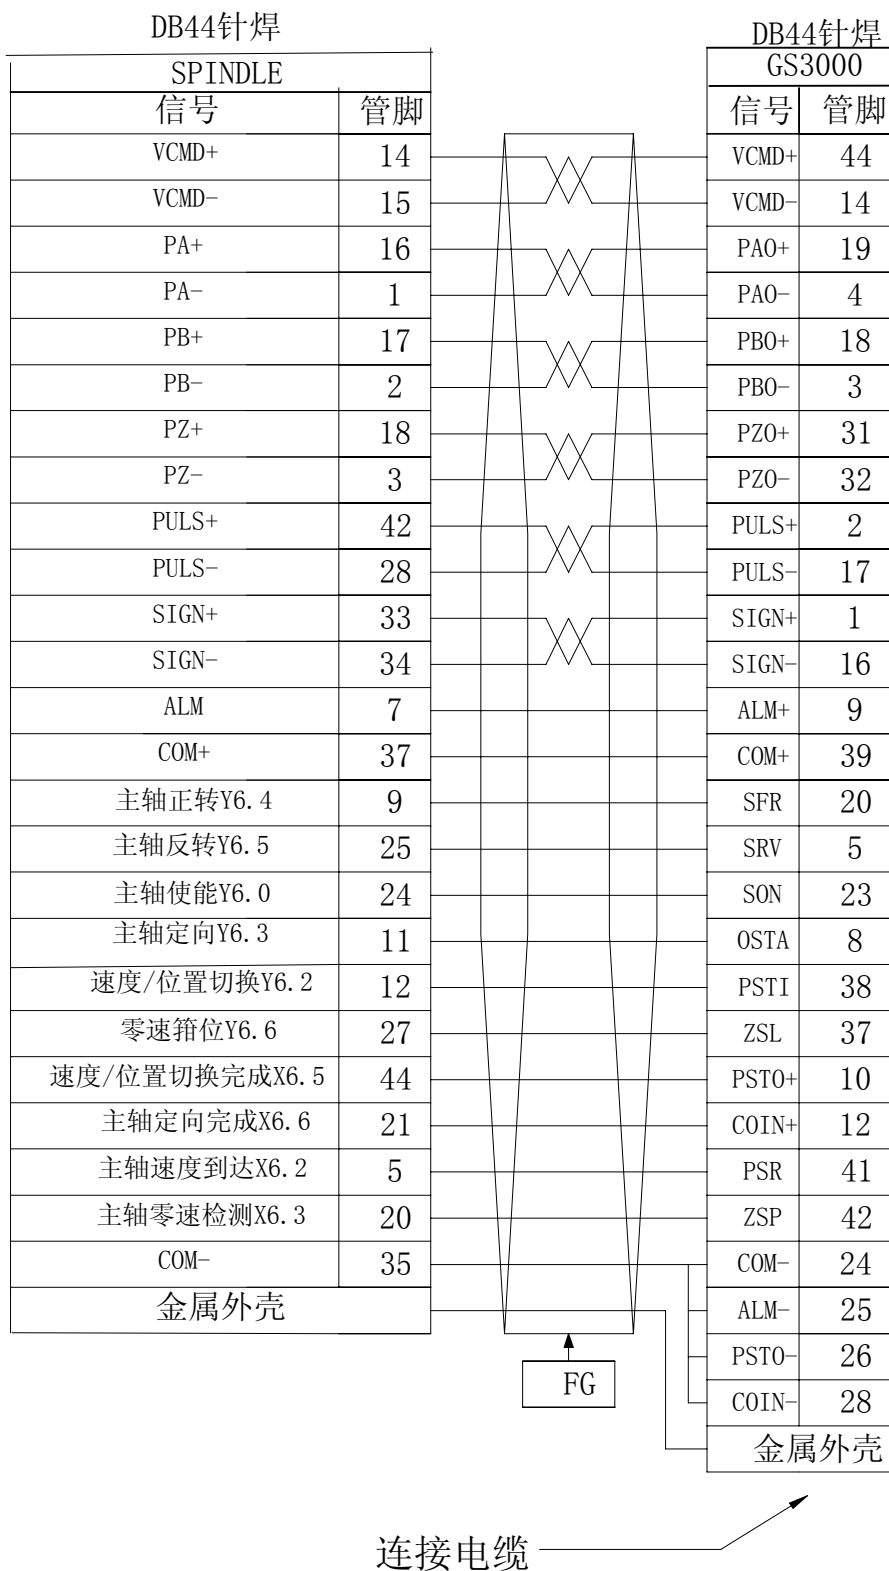 DB44针焊 DB44针焊
SPINDLE GS3000
信号 管脚 信号 管脚
VCMD+ 14 VCMD+ 44
VCMD- 15 VCMD- 14
PA+ 16 PAO+ 19
PA- 1 PAO- 4
PB+ 17 PBO+ 18
PB- 2 PBO- 3
PZ+ 18 PZO+ 31
PZ- 3 PZO- 32
PULS+ 42 PULS+ 2
PULS- 28 PULS- 17
SIGN+ 33 SIGN+ 1
SIGN- 34 SIGN- 16
ALM 7 ALM+ 9
COM+ 37 COM+ 39
主轴正转Y6.4 9 SFR 20
主轴反转Y6.5 25 SRV 5
主轴使能Y6.0 24 SON 23
主轴定向Y6.3 11 OSTA 8
速度/位置切换Y6.2 12 PSTI 38
零速箝位Y6.6 27 ZSL 37
速度/位置切换完成X6.5 44 PSTO+ 10
主轴定向完成X6.6 21 COIN+ 12
主轴速度到达X6.2 5 PSR 41
主轴零速检测X6.3 20 ZSP 42
COM- 35 COM- 24
金属外壳 ALM- 25
PSTO- 26
FG COIN- 28
金属外壳
连接电缆